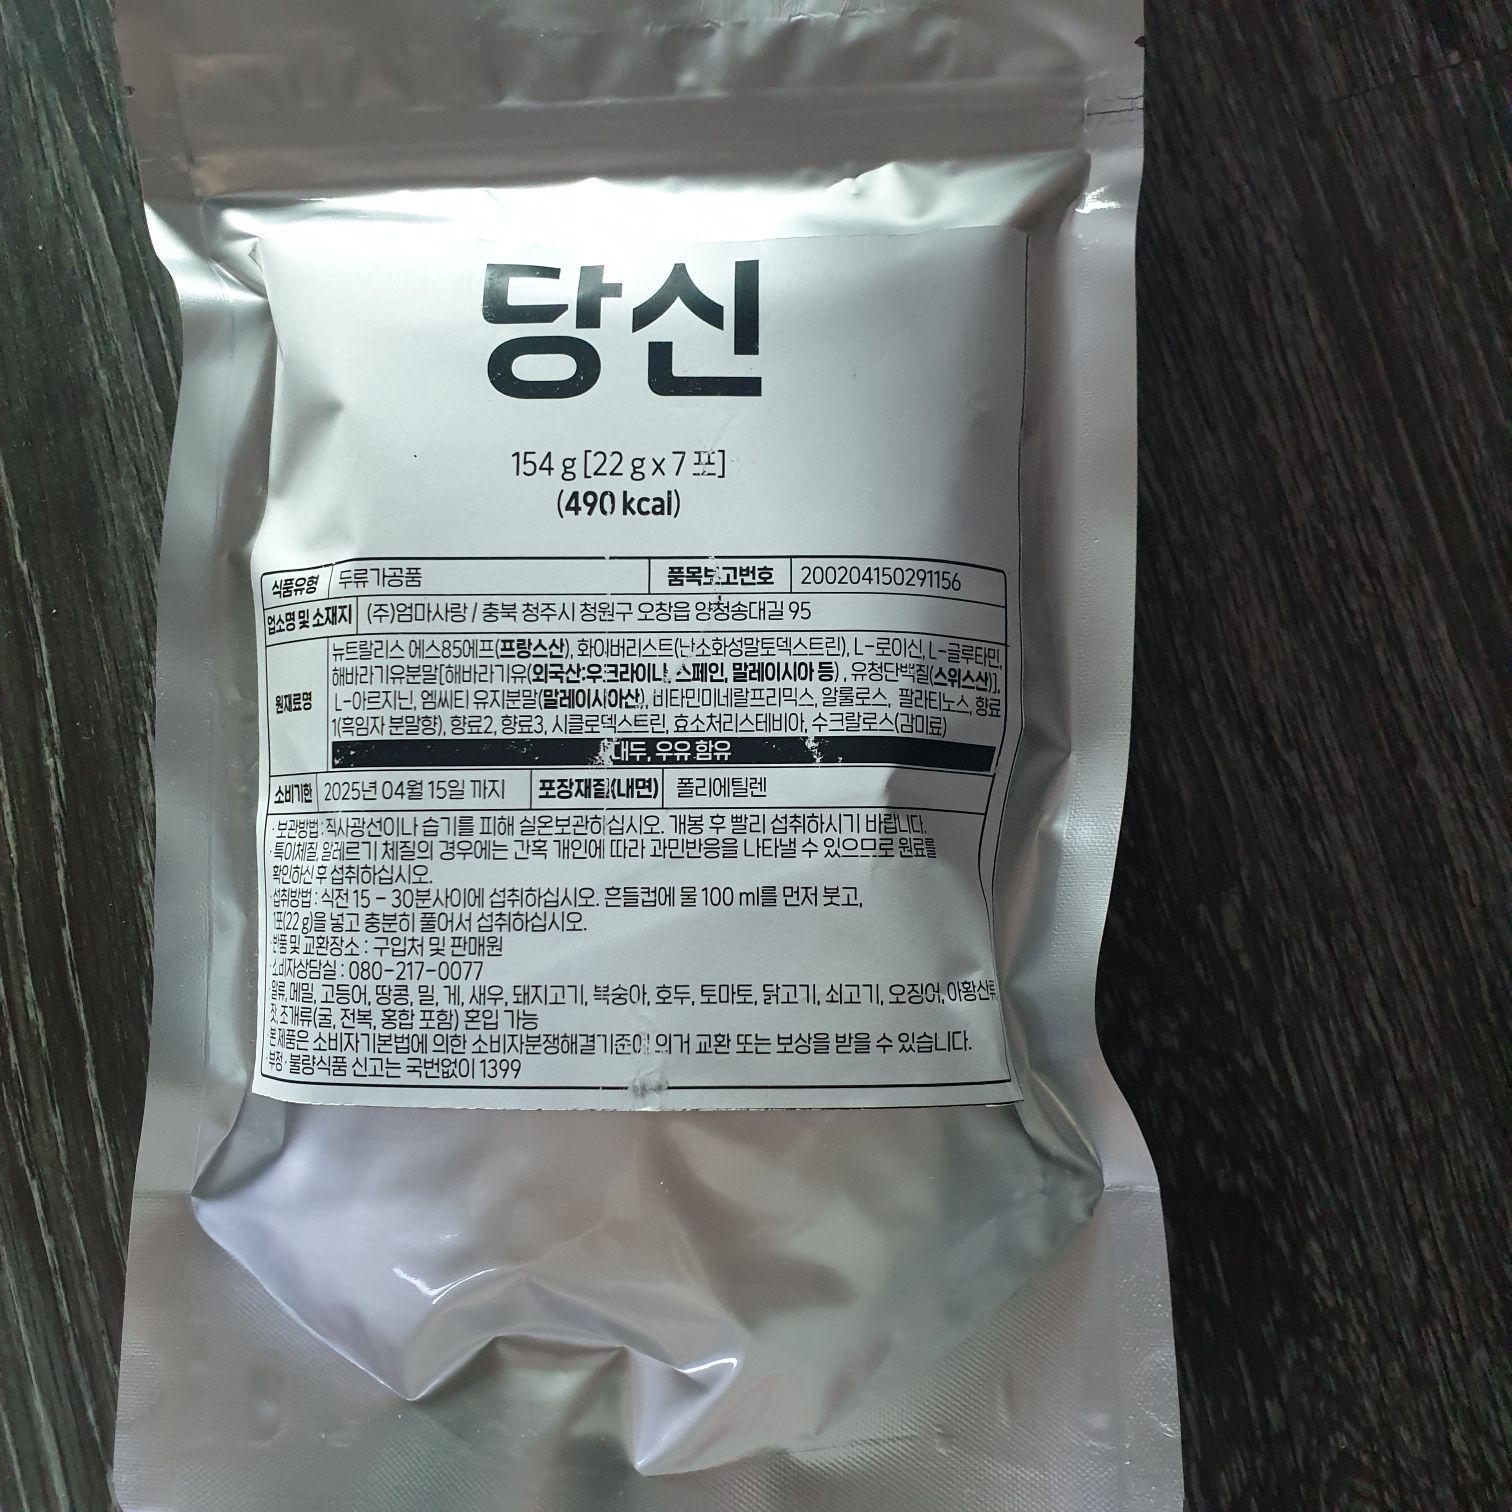 당신
154 g [22 g x 7 포]
(490 kcal)
식품유형 두류가공품 품목보고번호 200204150291156
업소명 및 소재지 (주)엄마사랑 / 충북 청주시 청원구 오창읍 양청송대길 95
원재료명
뉴트랄리스 에스85에프(프랑스산), 화이버리스트(난소화성말토덱스트린), L-로이신, L-글루타민,
해바라기유분말[해바라기유(외국산:우크라이나, 스페인, 말레이시아 등), 유청단백질(스위스산)],
L-아르지닌, 엠씨티 유지분말(말레이시아산), 비타민미네랄프리믹스, 알룰로스, 팔라티노스, 향료
1(흑임자 분말향), 향료2, 향료3, 시클로덱스트린, 효소처리스테비아, 수크랄로스(감미료)
대두, 우유 함유
소비기한 2025년 04월 15일 까지 포장재질(내면) 폴리에틸렌
· 보관방법 : 직사광선이나 습기를 피해 실온보관하십시오. 개봉 후 빨리 섭취하시기 바랍니다.
· 특이체질, 알레르기 체질의 경우에는 간혹 개인에 따라 과민반응을 나타낼 수 있으므로 원료를
확인하신 후 섭취하십시오.
· 섭취방법 : 식전 15 - 30분사이에 섭취하십시오. 흔들컵에 물 100 ml를 먼저 붓고,
1포(22 g)을 넣고 충분히 풀어서 섭취하십시오.
· 반품 및 교환장소 : 구입처 및 판매원
· 소비자상담실 : 080-217-0077
· 알류, 메밀, 고등어, 땅콩, 밀, 게, 새우, 돼지고기, 복숭아, 호두, 토마토, 닭고기, 쇠고기, 오징어, 아황산류,
잣, 조개류(굴, 전복, 홍합 포함) 혼입 가능
· 본 제품은 소비자기본법에 의한 소비자분쟁해결기준에 의거 교환 또는 보상을 받을 수 있습니다.
· 부정·불량식품 신고는 국번없이 1399